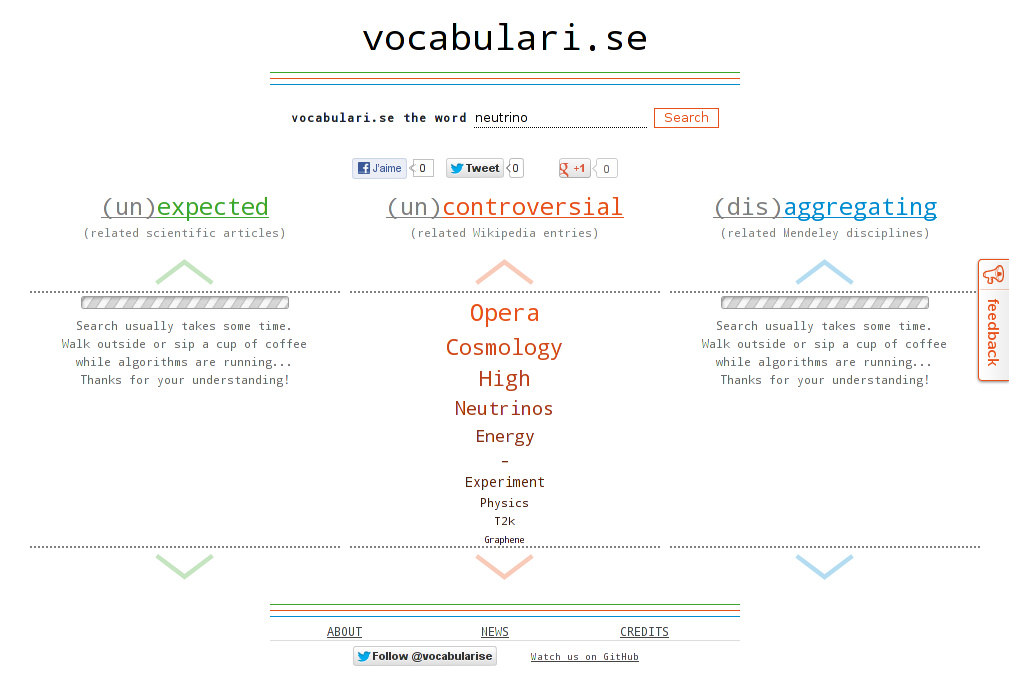 vocabulari.se
vocabulari.se the word neutrino Search
J'aime 0 Tweet 0 +1 0
(un)expected
(related scientific articles)
Search usually takes some time.
Walk outside or sip a cup of coffee
while algorithms are running...
Thanks for your understanding!
(un)controversial
(related Wikipedia entries)
Opera
Cosmology
High
Neutrinos
Energy
–
Experiment
Physics
T2k
Graphene
(dis)aggregating
(related Mendeley disciplines)
Search usually takes some time.
Walk outside or sip a cup of coffee
while algorithms are running...
Thanks for your understanding!
feedback
ABOUT NEWS CREDITS
Follow @vocabularise Watch us on GitHub